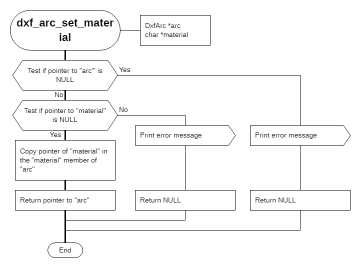 dxf_arc_set_mater
ial
DxfArc *arc
char *material
Test if pointer to "arc'" is
NULL
Yes
No
Test if pointer to "material"
is NULL
No
Yes
Print error message
Print error message
Copy pointer of "material" in
the "material" member of
"arc"
Return pointer to "arc"
Return NULL
Return NULL
End